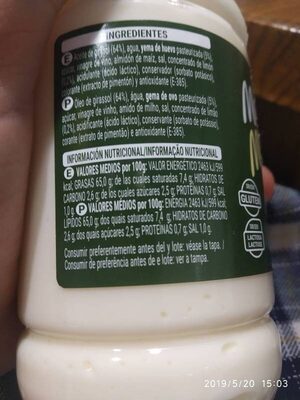 INGREDIENTES
E Aceite de girasol (64%), agua, yema de huevo pasteurizada (5%),
azúcar, vinagre de vino, almidón de maíz, sal, concentrado de limón
(0,2%), acidulante (ácido láctico), conservador (sorbato potásico),
colorante (extracto de pimentón) y antioxidante (E-385).
P Óleo de girassol (64%), água, gema de ovo pasteurizada (5%),
açúcar, vinagre de vinho, amido de milho, sal, concentrado de limão
(0,2%), acidificante (ácido láctico), conservante (sorbato de potássio),
corante (extrato de pimentão) e antioxidante (E-385).
INFORMACIÓN NUTRICIONAL/INFORMAÇÃO NUTRICIONAL
E VALORES MEDIOS por 100g: VALOR ENERGÉTICO 2463 KJ/599
kcal; GRASAS 65,0 g; de las cuales saturadas 7,4 g; HIDRATOS DE
CARBONO 2,6 g; de los cuales azúcares 2,5 g; PROTEÍNAS 0,7 g; SAL
1,0 g. P VALORES MÉDIOS por 100g: ENERGIA 2463 KJ/599 kcal;
LÍPIDOS 65,0 g; dos quais saturados 7,4 g; HIDRATOS DE CARBONO
2,6 g; dos quais açúcares 2,5 g; PROTEÍNAS 0,7 g; SAL 1,0 g.
Consumir preferentemente antes del y lote: véase la tapa. /
Consumir de preferência antes de e lote: ver a tampa.
GLUTEN
LACTOSA
LACTOSE
2019/5/20 15:03